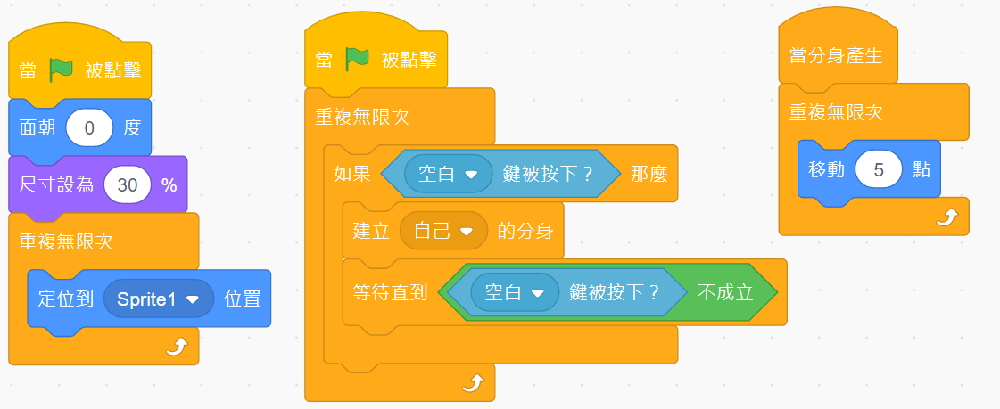 當 被點擊
面朝 0 度
尺寸設為 30 %
重複無限次
定位到 Sprite1 位置
當 被點擊
重複無限次
如果 空白 鍵被按下？ 那麼
建立 自己 的分身
等待直到 空白 鍵被按下？ 不成立
當分身產生
重複無限次
移動 5 點